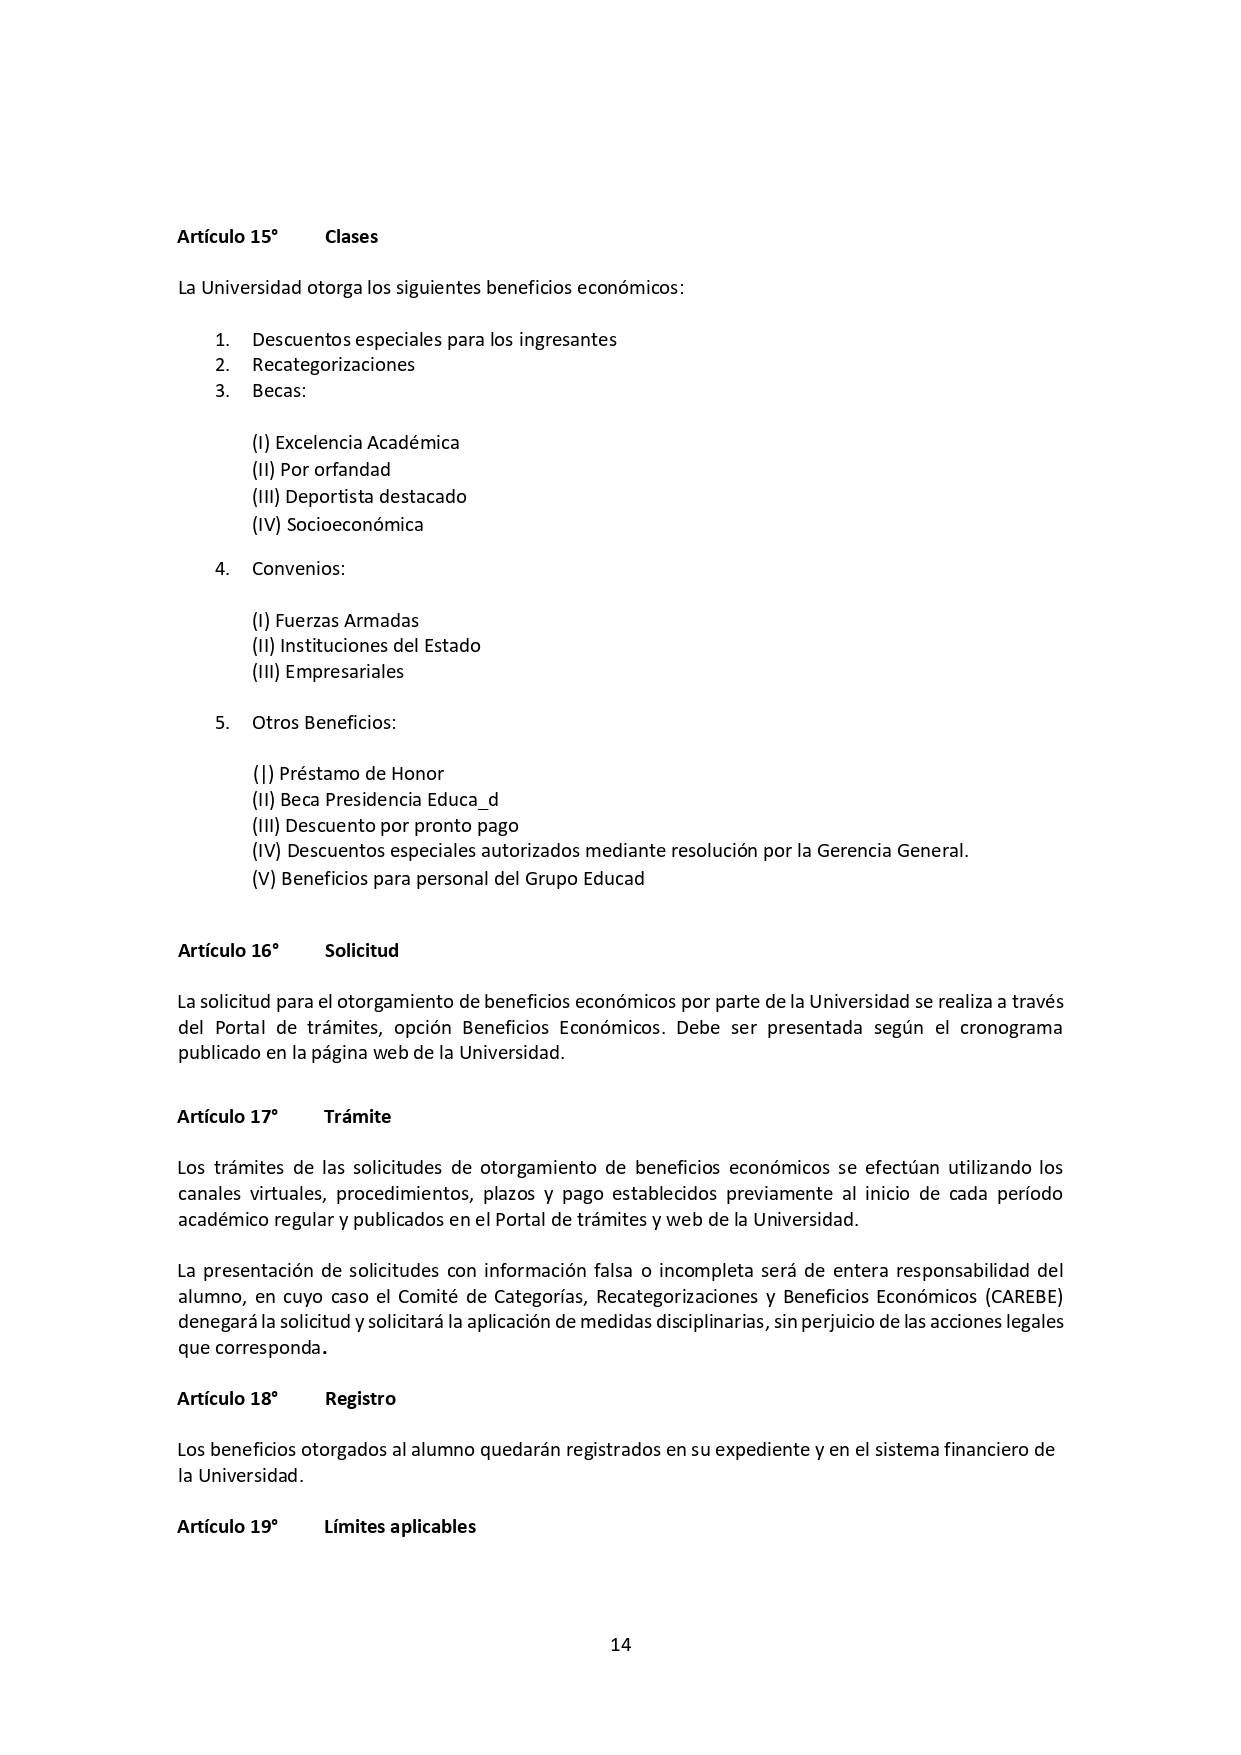 Artículo 15° Clases
La Universidad otorga los siguientes beneficios económicos:
1. Descuentos especiales para los ingresantes
2. Recategorizaciones
3. Becas:
(I) Excelencia Académica
(II) Por orfandad
(III) Deportista destacado
(IV) Socioeconómica
4. Convenios:
(I) Fuerzas Armadas
(II) Instituciones del Estado
(III) Empresariales
5. Otros Beneficios:
(|) Préstamo de Honor
(II) Beca Presidencia Educa_d
(III) Descuento por pronto pago
(IV) Descuentos especiales autorizados mediante resolución por la Gerencia General.
(V) Beneficios para personal del Grupo Educad
Artículo 16° Solicitud
La solicitud para el otorgamiento de beneficios económicos por parte de la Universidad se realiza a través
del Portal de trámites, opción Beneficios Económicos. Debe ser presentada según el cronograma
publicado en la página web de la Universidad.
Artículo 17° Trámite
Los trámites de las solicitudes de otorgamiento de beneficios económicos se efectúan utilizando los
canales virtuales, procedimientos, plazos y pago establecidos previamente al inicio de cada período
académico regular y publicados en el Portal de trámites y web de la Universidad.
La presentación de solicitudes con información falsa o incompleta será de entera responsabilidad del
alumno, en cuyo caso el Comité de Categorías, Recategorizaciones y Beneficios Económicos (CAREBE)
denegará la solicitud y solicitará la aplicación de medidas disciplinarias, sin perjuicio de las acciones legales
que corresponda.
Artículo 18° Registro
Los beneficios otorgados al alumno quedarán registrados en su expediente y en el sistema financiero de
la Universidad.
Artículo 19° Límites aplicables
14